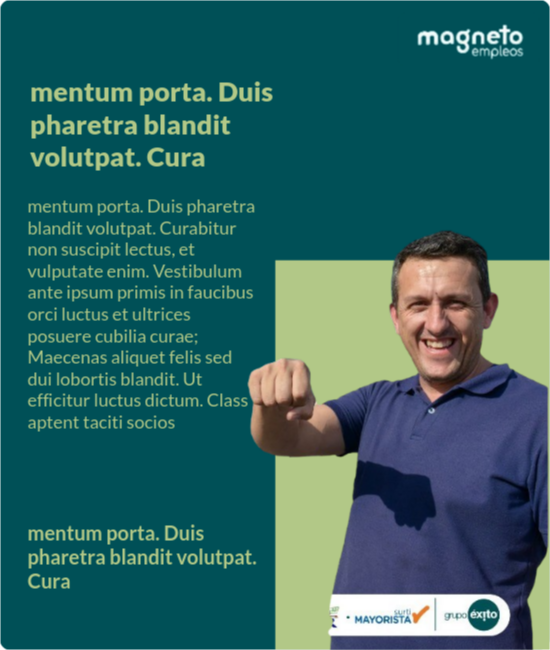 magneto
empleos
mentum porta. Duis
pharetra blandit
volutpat. Cura
mentum porta. Duis pharetra
blandit volutpat. Curabitur
non suscipit lectus, et
vulputate enim. Vestibulum
ante ipsum primis in faucibus
orci luctus et ultrices
posuere cubilia curae;
Maecenas aliquet felis sed
dui lobortis blandit. Ut
efficitur luctus dictum. Class
aptent taciti socios
mentum porta. Duis
pharetra blandit volutpat.
Cura
surti
MAYORISTA
grupo éxito